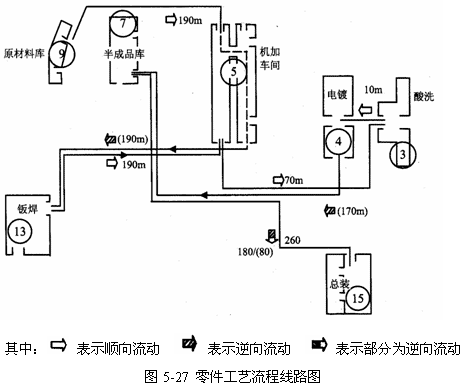 7
190m
原材料库
9
半成品库
机加
车间
5
电镀
10m
酸洗
4
3
(190m)
190m
70m
钣焊
13
(170m)
180/(80)
260
总装
15
其中： 表示顺向流动 表示逆向流动 表示部分为逆向流动
图 5-27 零件工艺流程线路图